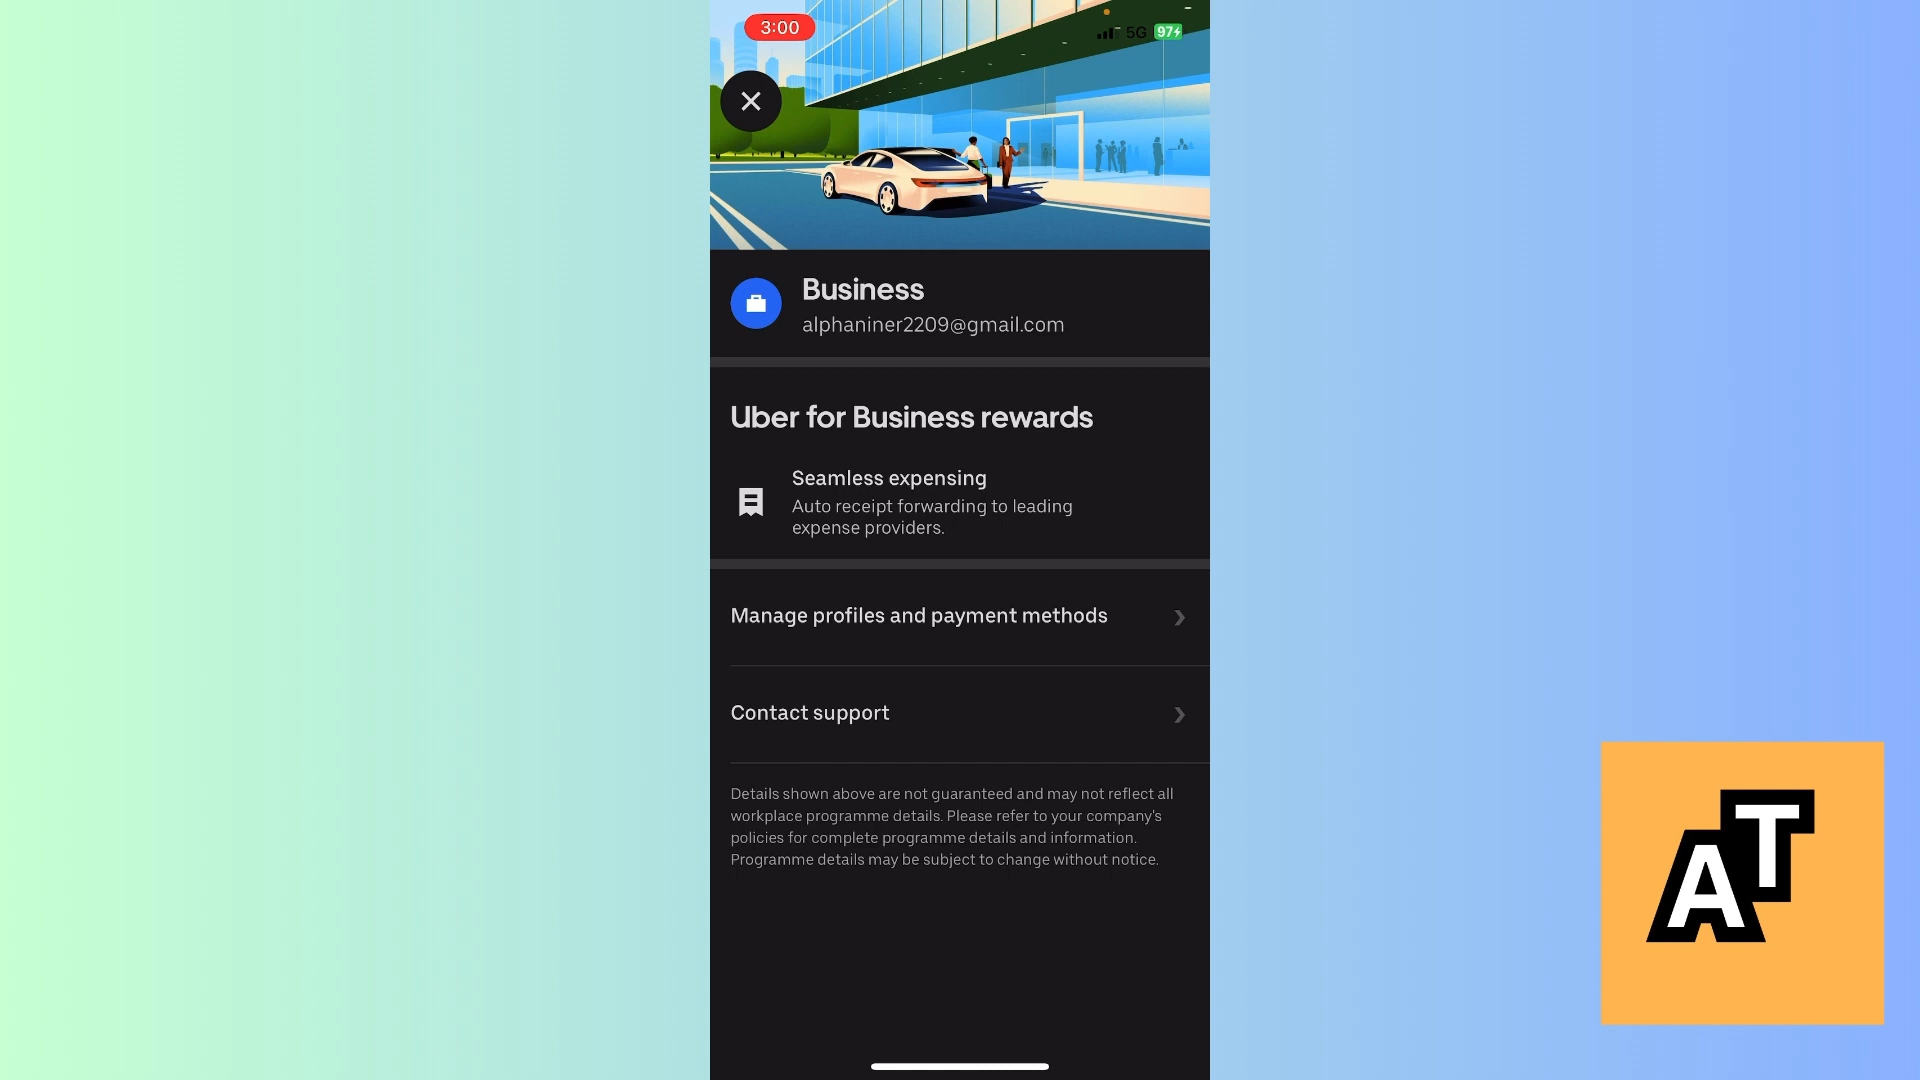 3:00
5G 97
Business
alphaniner2209@gmail.com
Uber for Business rewards
Seamless expensing
Auto receipt forwarding to leading
expense providers.
Manage profiles and payment methods
Contact support
Details shown above are not guaranteed and may not reflect all
workplace programme details. Please refer to your company's
policies for complete programme details and information.
Programme details may be subject to change without notice.
AT